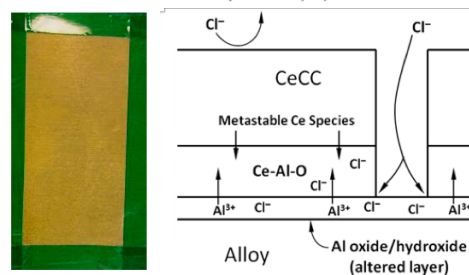 Cl⁻
Cl⁻
CeCC
Metastable Ce Species
Cl⁻
Ce-Al-O
Cl⁻
Al³⁺ Cl⁻ Al³⁺ Cl⁻ Cl⁻ Al³⁺
Alloy
Al oxide/hydroxide
(altered layer)